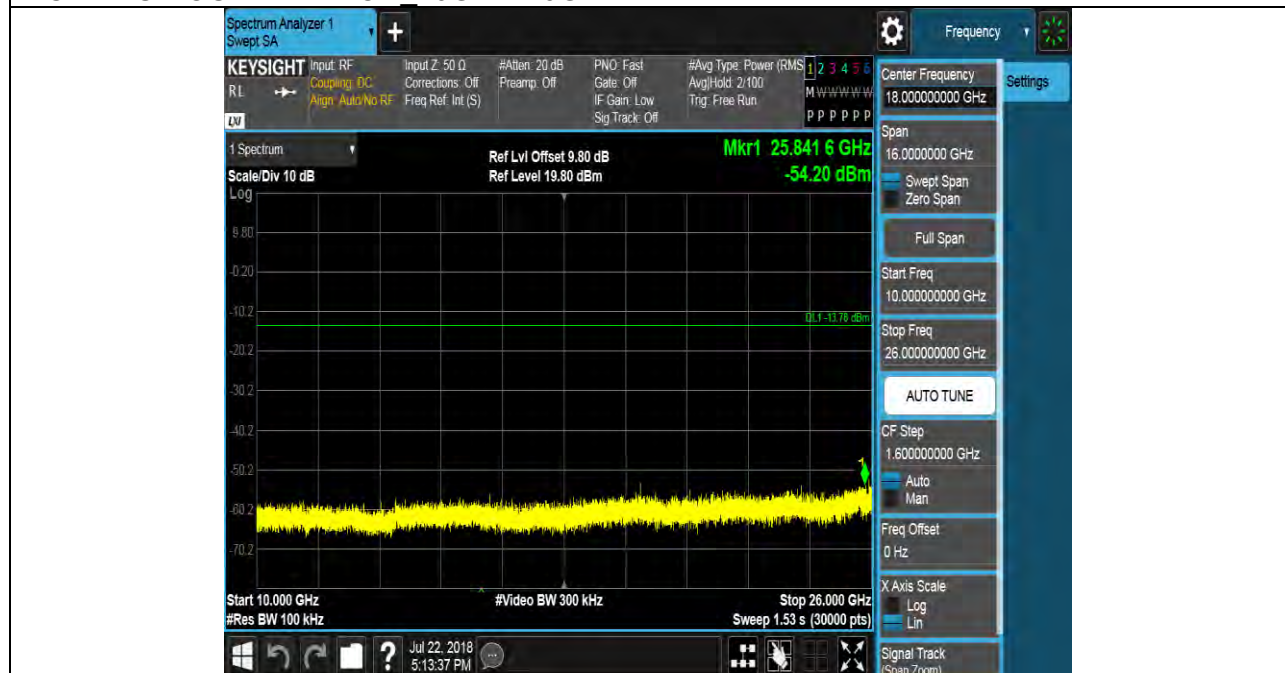 Spectrum Analyzer 1
Swept SA
+
Frequency
KEYSIGHT
RL
LXI
Input: RF
Coupling: DC
Align: Auto/No RF
Input Z: 50 Ω
Corrections: Off
Freq Ref: Int (S)
#Atten: 20 dB
Preamp: Off
PNO: Fast
Gate: Off
IF Gain: Low
Sig Track: Off
#Avg Type: Power (RMS
Avg|Hold: 2/100
Trig: Free Run
1 2 3 4 5 6
M W W W W W
P P P P P P
1 Spectrum
Scale/Div 10 dB
Ref Lvl Offset 9.80 dB
Ref Level 19.80 dBm
Mkr1 25.841 6 GHz
-54.20 dBm
Log
9.80
-0.20
-10.2
DL1 -13.78 dBm
-20.2
-30.2
-40.2
-50.2
1
-60.2
-70.2
Start 10.000 GHz
#Video BW 300 kHz
Stop 26.000 GHz
#Res BW 100 kHz
Sweep 1.53 s (30000 pts)
?
Jul 22, 2018
5:13:37 PM
Center Frequency
18.000000000 GHz
Settings
Span
16.0000000 GHz
Swept Span
Zero Span
Full Span
Start Freq
10.000000000 GHz
Stop Freq
26.000000000 GHz
AUTO TUNE
CF Step
1.600000000 GHz
Auto
Man
Freq Offset
0 Hz
X Axis Scale
Log
Lin
Signal Track
(Span Zoom)